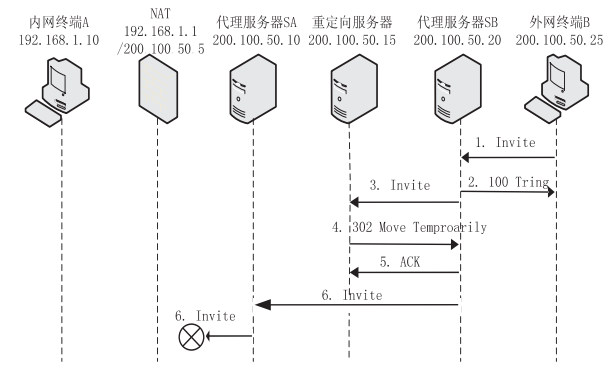 内网终端A
192.168.1.10
NAT
192.168.1.1
/200 100 50 5
代理服务器SA
200.100.50.10
重定向服务器
200.100.50.15
代理服务器SB
200.100.50.20
外网终端B
200.100.50.25
1. Invite
2. 100 Tring
3. Invite
4. 302 Move Temproarily
5. ACK
6. Invite
6. Invite